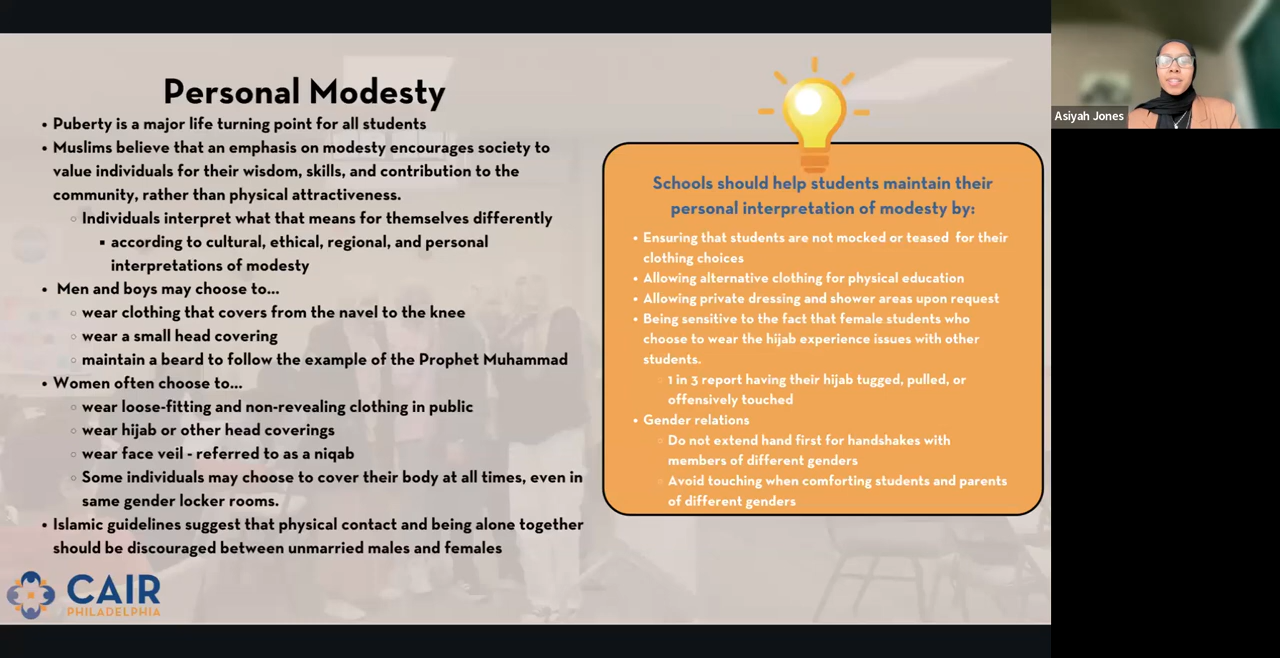 Personal Modesty
• Puberty is a major life turning point for all students
• Muslims believe that an emphasis on modesty encourages society to
value individuals for their wisdom, skills, and contribution to the
community, rather than physical attractiveness.
○ Individuals interpret what that means for themselves differently
▪ according to cultural, ethical, regional, and personal
interpretations of modesty
• Men and boys may choose to...
○ wear clothing that covers from the navel to the knee
○ wear a small head covering
○ maintain a beard to follow the example of the Prophet Muhammad
• Women often choose to...
○ wear loose-fitting and non-revealing clothing in public
○ wear hijab or other head coverings
○ wear face veil - referred to as a niqab
○ Some individuals may choose to cover their body at all times, even in
same gender locker rooms.
• Islamic guidelines suggest that physical contact and being alone together
should be discouraged between unmarried males and females
CAIR
PHILADELPHIA
Schools should help students maintain their
personal interpretation of modesty by:
• Ensuring that students are not mocked or teased for their
clothing choices
• Allowing alternative clothing for physical education
• Allowing private dressing and shower areas upon request
• Being sensitive to the fact that female students who
choose to wear the hijab experience issues with other
students.
○ 1 in 3 report having their hijab tugged, pulled, or
offensively touched
• Gender relations
○ Do not extend hand first for handshakes with
members of different genders
○ Avoid touching when comforting students and parents
of different genders
Asiyah Jones